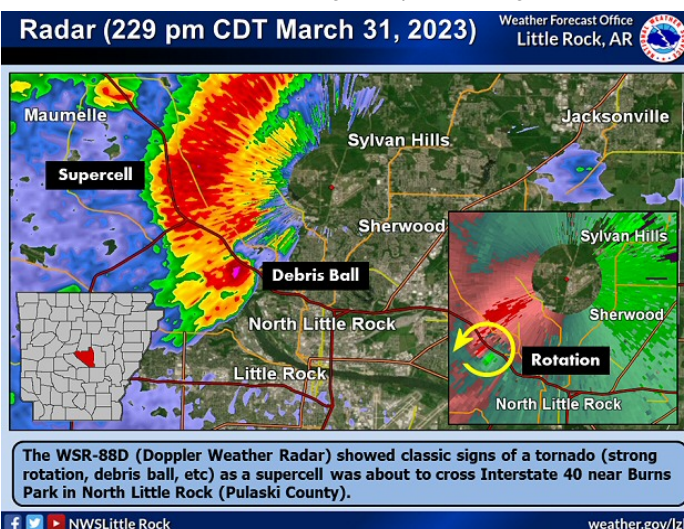 Radar (229 pm CDT March 31, 2023)
Weather Forecast Office
Little Rock, AR
Maumelle
Jacksonville
Sylvan Hills
Supercell
Sherwood
Debris Ball
North Little Rock
Little Rock
Sylvan Hills
Sherwood
Rotation
North Little Rock
The WSR-88D (Doppler Weather Radar) showed classic signs of a tornado (strong
rotation, debris ball, etc) as a supercell was about to cross Interstate 40 near Burns
Park in North Little Rock (Pulaski County).
NWSLittle Rock
weather.gov/lz